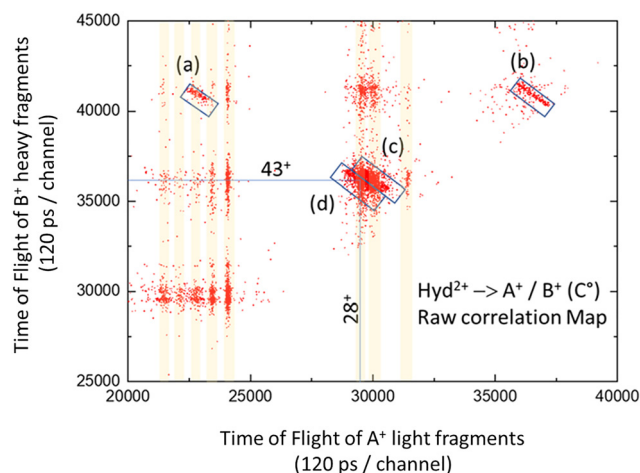 45000
40000
35000
30000
25000
20000
25000
30000
35000
40000
Time of Flight of B⁺ heavy fragments
(120 ps / channel)
Time of Flight of A⁺ light fragments
(120 ps / channel)
(a)
(b)
(c)
(d)
43⁺
28⁺
Hyd²⁺ –> A⁺ / B⁺ (C°)
Raw correlation Map